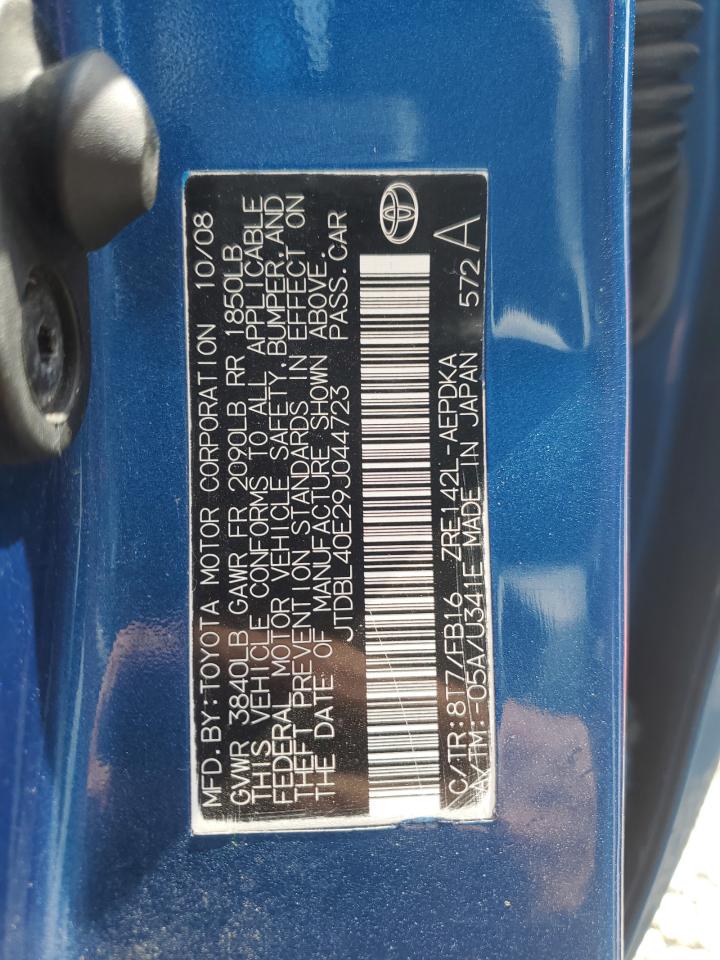 MFD.BY:TOYOTA MOTOR CORPORATION 10/08
GVWR 3840LB GAWR FR 2090LB RR 1850LB
THIS VEHICLE CONFORMS TO ALL APPLICABLE
FEDERAL MOTOR VEHICLE SAFETY, BUMPER, AND
THEFT PREVENTION STANDARDS IN EFFECT ON
THE DATE OF MANUFACTURE SHOWN ABOVE.
JTDBL40E29J044723 PASS.CAR
C/TR:8T7/FB16 ZRE142L-AEPDKA
A/TM:-05A/U341E MADE IN JAPAN 572 A